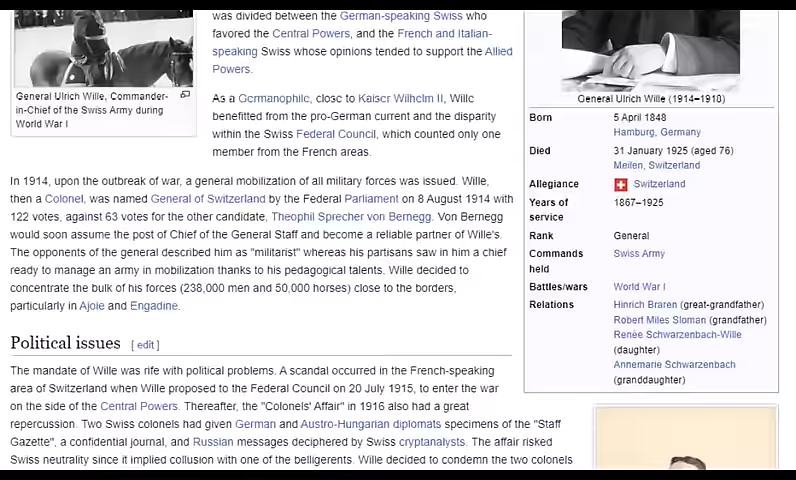 was divided between the German-speaking Swiss who
favored the Central Powers, and the French and Italian-
speaking Swiss whose opinions tended to support the Allied
Powers.
General Ulrich Wille, Commander-
in-Chief of the Swiss Army during
World War I
As a Germanophile, close to Kaiser Wilhelm II, Wille
benefitted from the pro-German current and the disparity
within the Swiss Federal Council, which counted only one
member from the French areas.
In 1914, upon the outbreak of war, a general mobilization of all military forces was issued. Wille,
then a Colonel, was named General of Switzerland by the Federal Parliament on 8 August 1914 with
122 votes, against 63 votes for the other candidate, Theophil Sprecher von Bernegg. Von Bernegg
would soon assume the post of Chief of the General Staff and become a reliable partner of Wille's.
The opponents of the general described him as "militarist" whereas his partisans saw in him a chief
ready to manage an army in mobilization thanks to his pedagogical talents. Wille decided to
concentrate the bulk of his forces (238,000 men and 50,000 horses) close to the borders,
particularly in Ajoie and Engadine.
Political issues [ edit ]
The mandate of Wille was rife with political problems. A scandal occurred in the French-speaking
area of Switzerland when Wille proposed to the Federal Council on 20 July 1915, to enter the war
on the side of the Central Powers. Thereafter, the "Colonels' Affair" in 1916 also had a great
repercussion. Two Swiss colonels had given German and Austro-Hungarian diplomats specimens of the "Staff
Gazette", a confidential journal, and Russian messages deciphered by Swiss cryptanalysts. The affair risked
Swiss neutrality since it implied collusion with one of the belligerents. Wille decided to condemn the two colonels
General Ulrich Wille (1914–1918)
Born 5 April 1848
Hamburg, Germany
Died 31 January 1925 (aged 76)
Meilen, Switzerland
Allegiance Switzerland
Years of 1867–1925
service
Rank General
Commands Swiss Army
held
Battles/wars World War I
Relations Hinrich Braren (great-grandfather)
Robert Miles Sloman (grandfather)
Renée Schwarzenbach-Wille
(daughter)
Annemarie Schwarzenbach
(granddaughter)